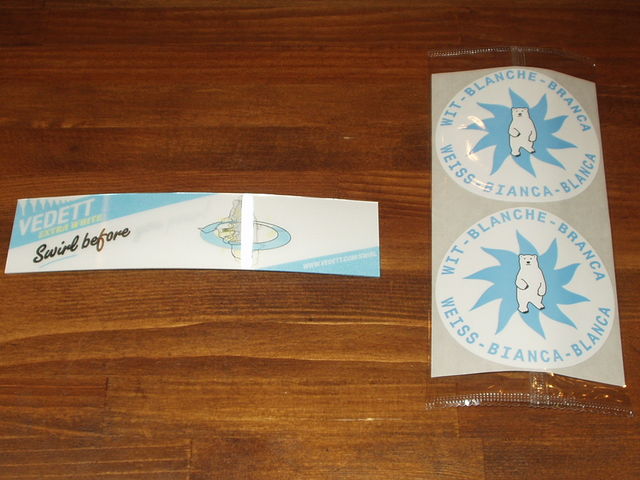 VEDETT
EXTRA WHITE
Swirl before
WWW.VEDETT.COM/SWIRL
WIT-BLANCHE-BRANCA
WEISS-BIANCA-BLANCA
WIT-BLANCHE-BRANCA
WEISS-BIANCA-BLANCA